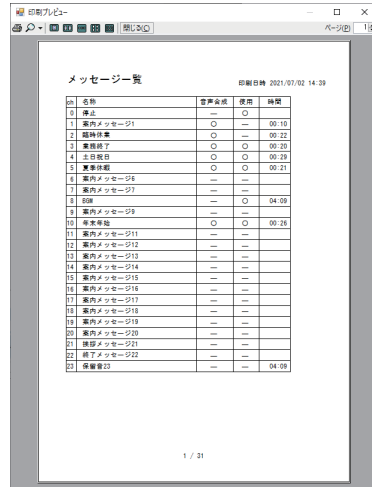 印刷プレビュー
閉じる(C) ページ(P) 1
メッセージ一覧
印刷日時 2021/07/02 14:39
ch 名称 音声合成 使用 時間
0 停止 — ○
1 案内メッセージ1 ○ — 00:10
2 臨時休業 ○ — 00:22
3 業務終了 ○ ○ 00:20
4 土日祝日 ○ ○ 00:29
5 夏季休暇 ○ ○ 00:21
6 案内メッセージ6 — —
7 案内メッセージ7 — —
8 BGM — ○ 04:09
9 案内メッセージ9 — —
10 年末年始 ○ ○ 00:26
11 案内メッセージ11 — —
12 案内メッセージ12 — —
13 案内メッセージ13 — —
14 案内メッセージ14 — —
15 案内メッセージ15 — —
16 案内メッセージ16 — —
17 案内メッセージ17 — —
18 案内メッセージ18 — —
19 案内メッセージ19 — —
20 案内メッセージ20 — —
21 挨拶メッセージ21 — —
22 終了メッセージ22 — —
23 保留音23 — — 04:09
1 / 31